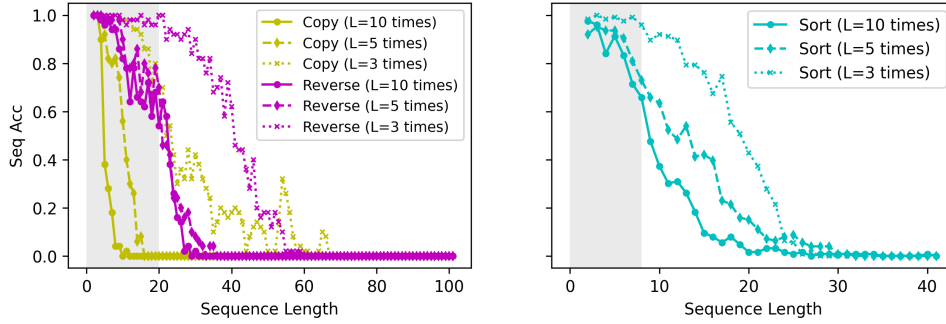 Seq Acc
1.0
0.8
0.6
0.4
0.2
0.0
0
20
40
60
80
100
Sequence Length
Copy (L=10 times)
Copy (L=5 times)
Copy (L=3 times)
Reverse (L=10 times)
Reverse (L=5 times)
Reverse (L=3 times)
0
10
20
30
40
Sequence Length
Sort (L=10 times)
Sort (L=5 times)
Sort (L=3 times)